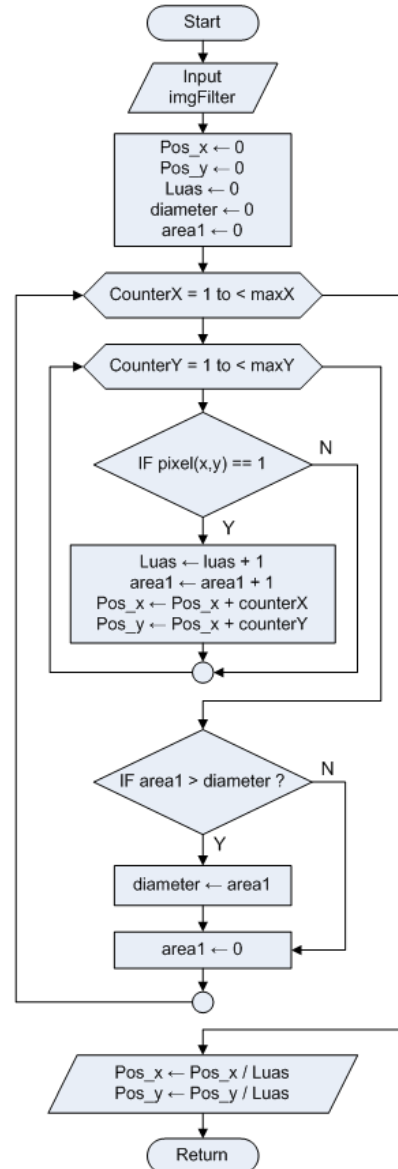 Start
Input
imgFilter
Pos_x ← 0
Pos_y ← 0
Luas ← 0
diameter ← 0
area1 ← 0
CounterX = 1 to < maxX
CounterY = 1 to < maxY
IF pixel(x,y) == 1
N
Y
Luas ← luas + 1
area1 ← area1 + 1
Pos_x ← Pos_x + counterX
Pos_y ← Pos_x + counterY
IF area1 > diameter ?
N
Y
diameter ← area1
area1 ← 0
Pos_x ← Pos_x / Luas
Pos_y ← Pos_y / Luas
Return